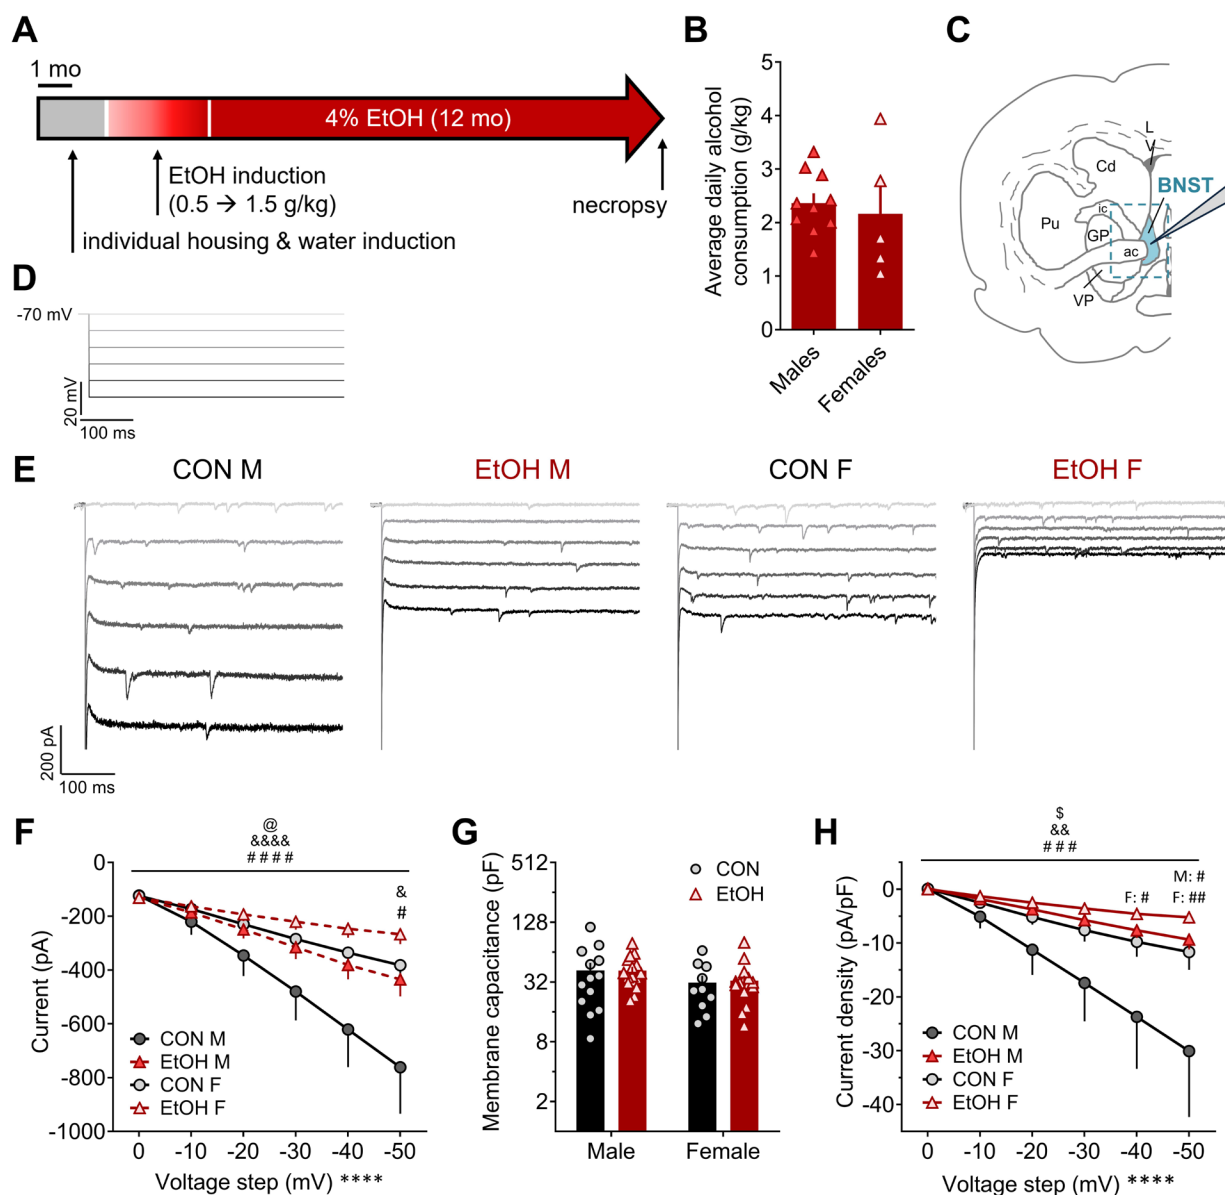 A
1 mo
4% EtOH (12 mo)
EtOH induction
(0.5 → 1.5 g/kg)
necropsy
individual housing & water induction
B
Average daily alcohol
consumption (g/kg)
5
4
3
2
1
0
Males
Females
C
L
V
Cd
BNST
Pu
ic
GP
ac
VP
D
-70 mV
20 mV
100 ms
E
CON M
EtOH M
CON F
EtOH F
200 pA
100 ms
F
@
&&&&
# # # #
&
#
Current (pA)
0
-200
-400
-600
-800
-1000
CON M
EtOH M
CON F
EtOH F
0 -10 -20 -30 -40 -50
Voltage step (mV) ****
G
Membrane capacitance (pF)
512
128
32
8
2
CON
EtOH
Male Female
H
$
&&
# # #
M: #
F: # F: ##
Current density (pA/pF)
0
-10
-20
-30
-40
CON M
EtOH M
CON F
EtOH F
0 -10 -20 -30 -40 -50
Voltage step (mV) ****